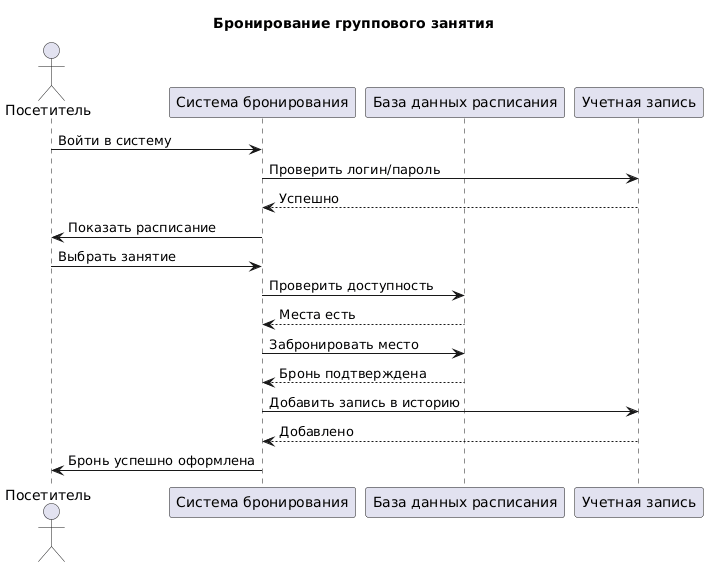 Бронирование группового занятия
Посетитель
Система бронирования
База данных расписания
Учетная запись
Войти в систему
Проверить логин/пароль
Успешно
Показать расписание
Выбрать занятие
Проверить доступность
Места есть
Забронировать место
Бронь подтверждена
Добавить запись в историю
Добавлено
Бронь успешно оформлена
Посетитель
Система бронирования
База данных расписания
Учетная запись